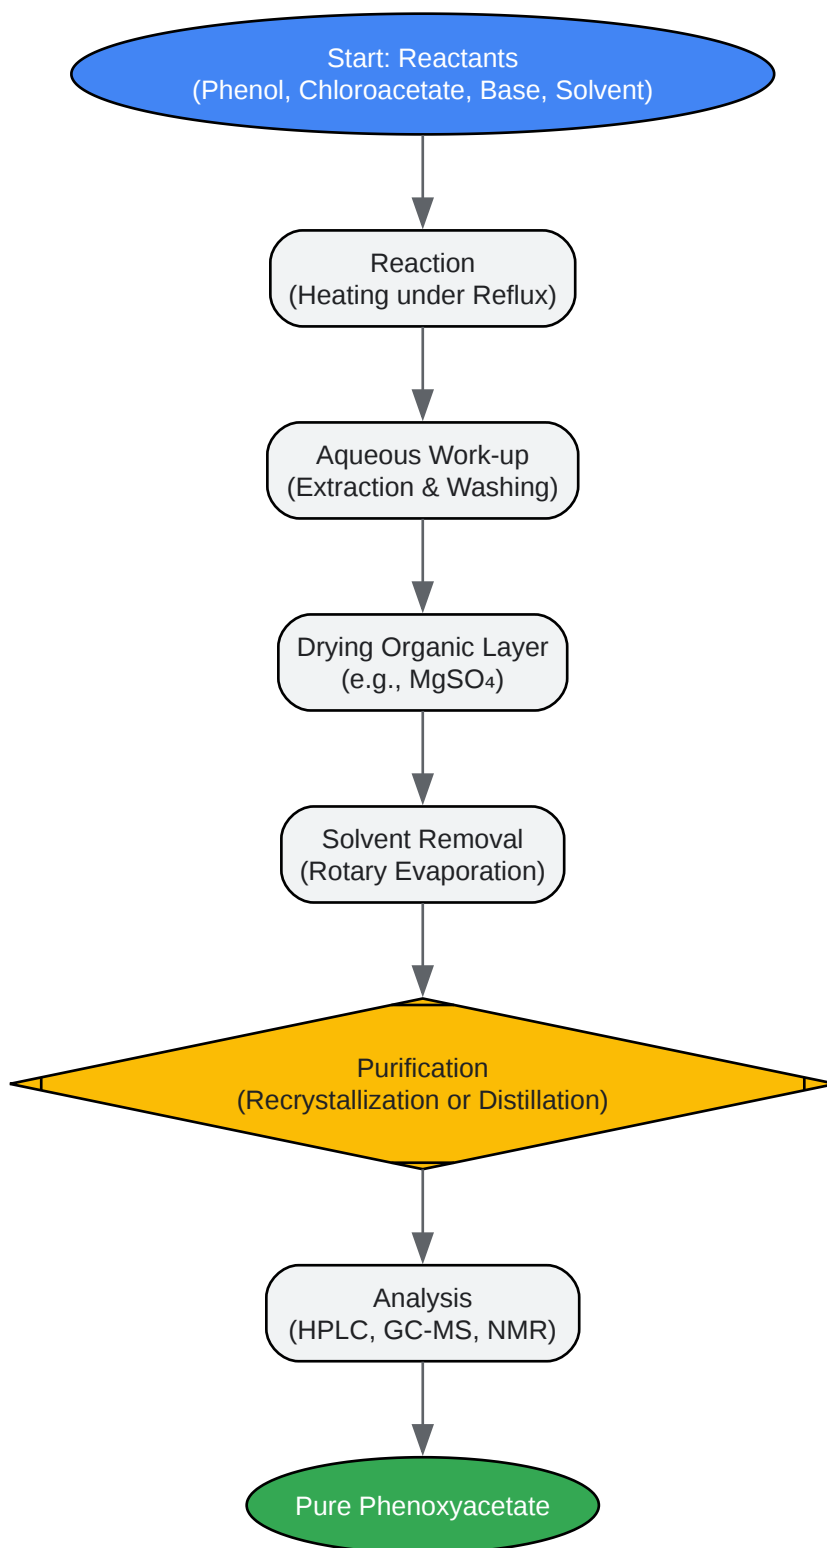 Start: Reactants
(Phenol, Chloroacetate, Base, Solvent)
Reaction
(Heating under Reflux)
Aqueous Work-up
(Extraction & Washing)
Drying Organic Layer
(e.g., MgSO₄)
Solvent Removal
(Rotary Evaporation)
Purification
(Recrystallization or Distillation)
Analysis
(HPLC, GC-MS, NMR)
Pure Phenoxyacetate